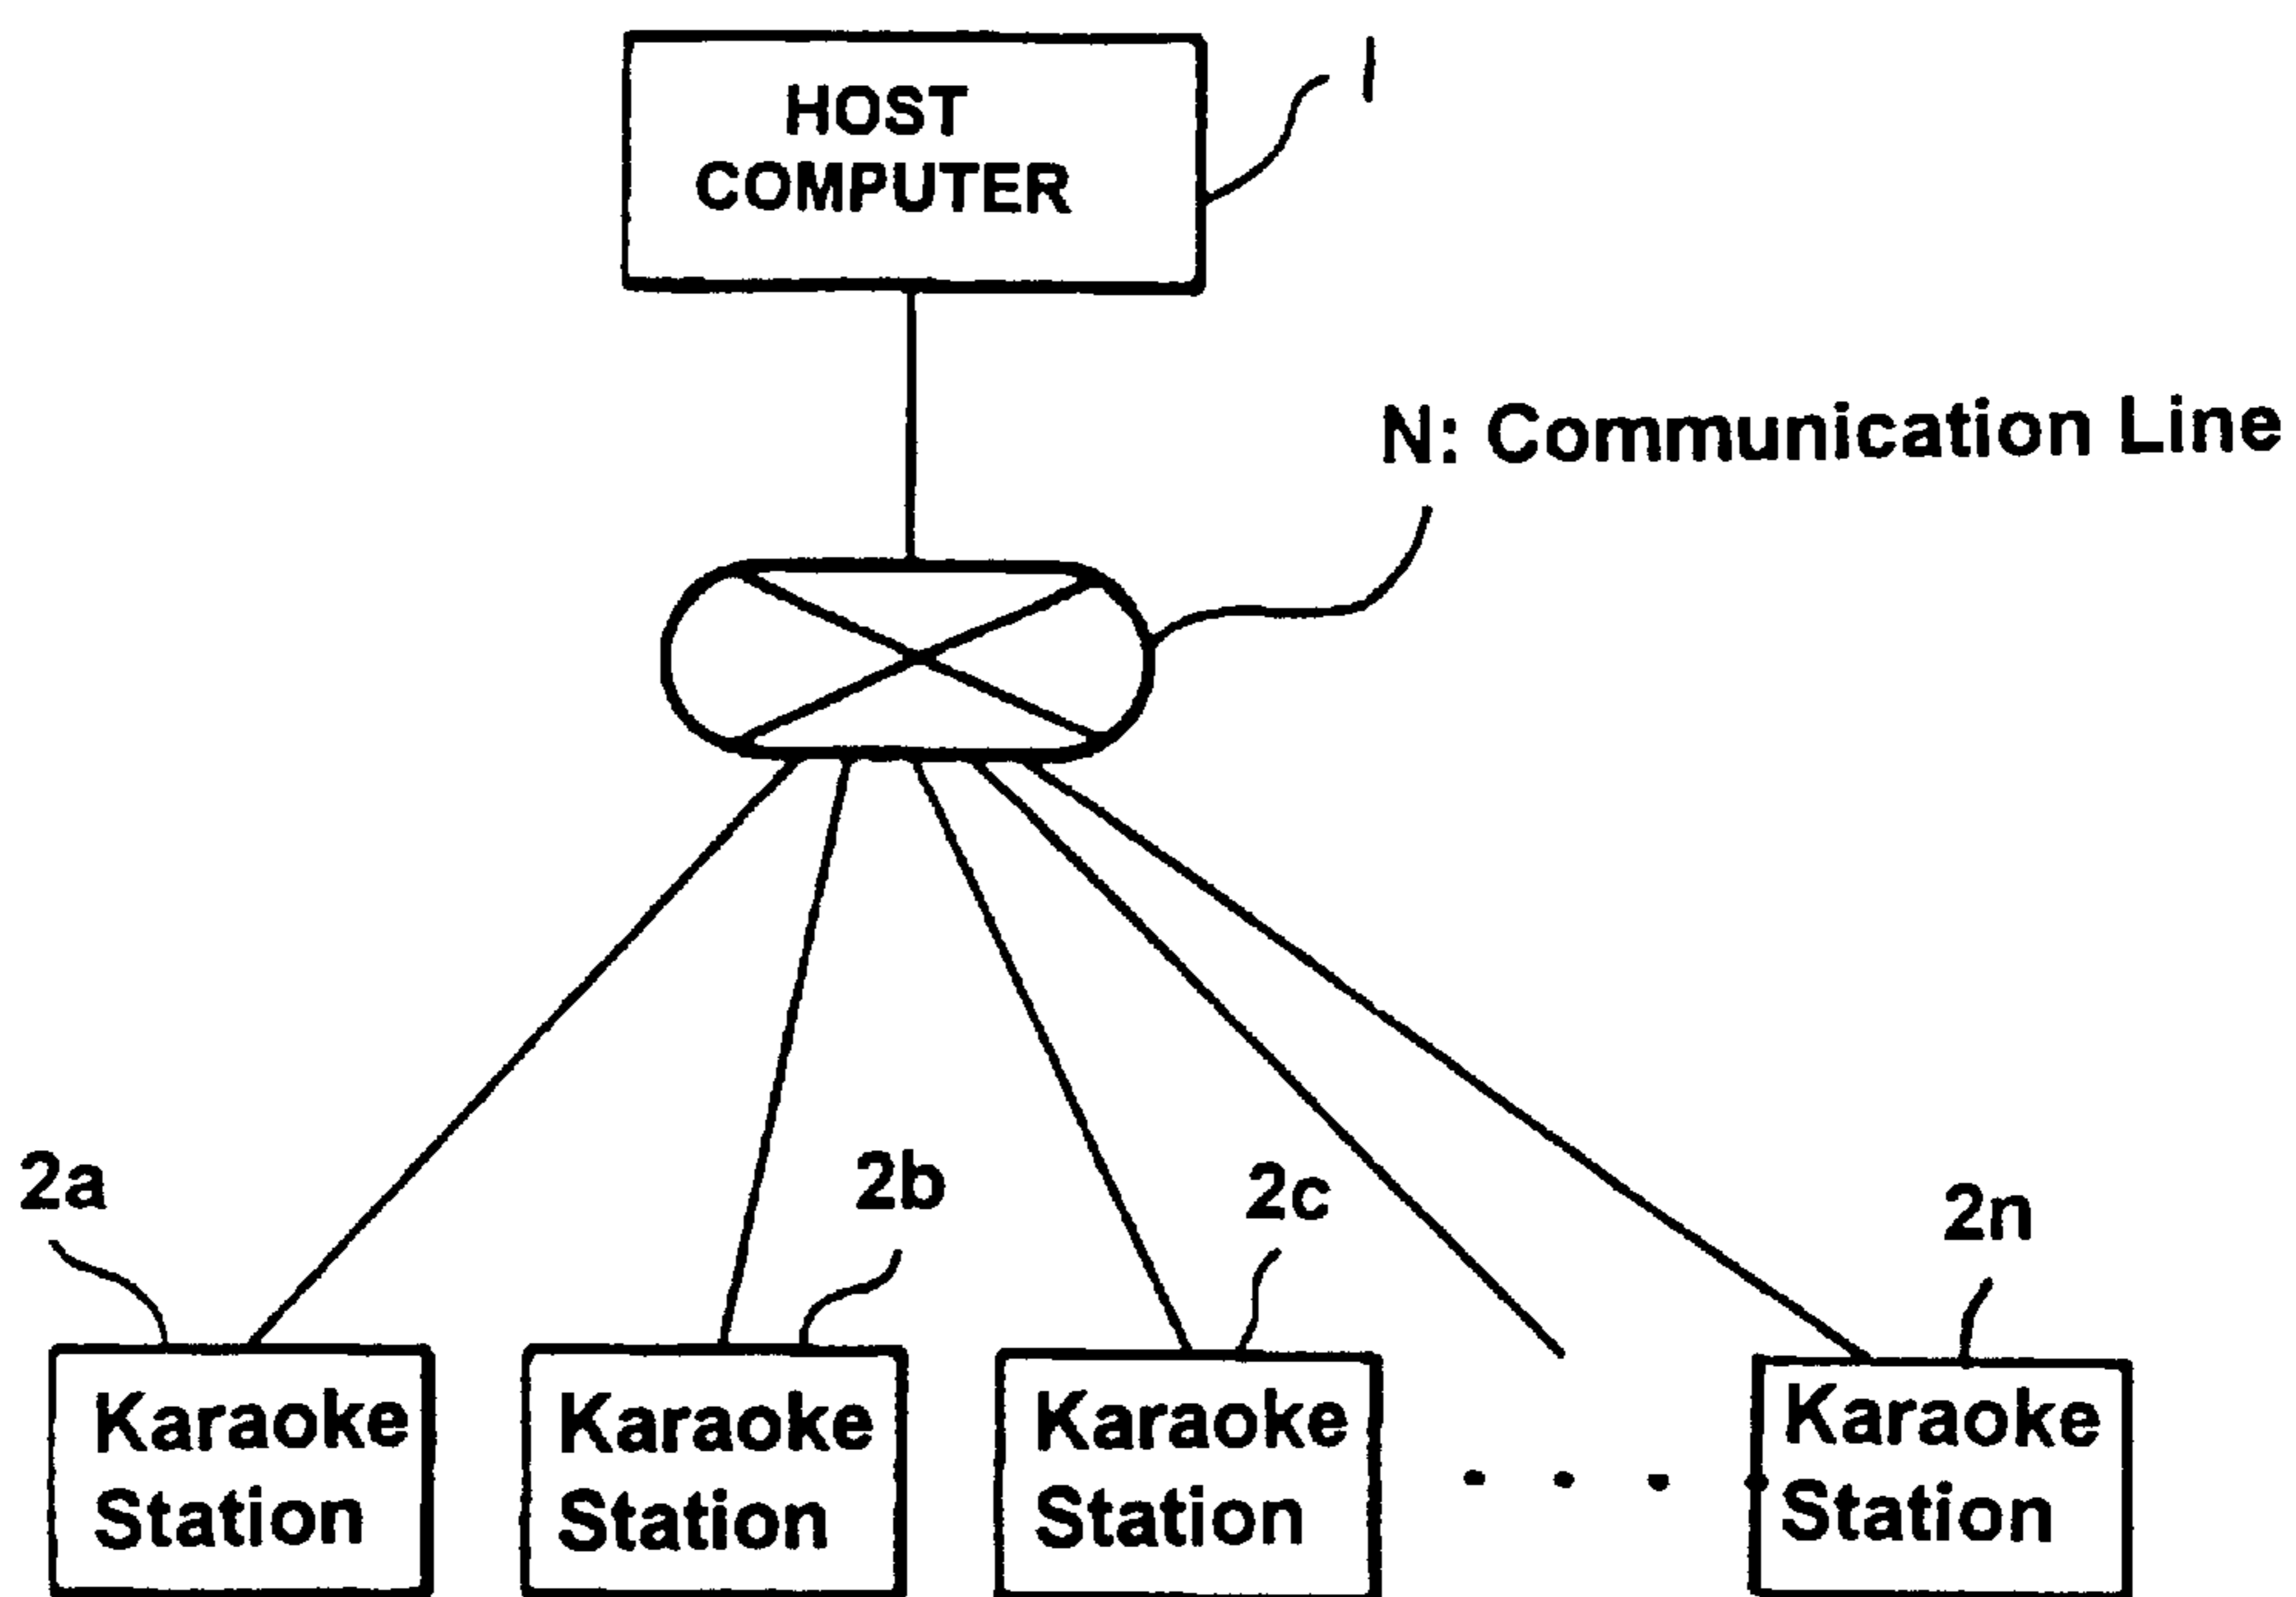 HOST
COMPUTER
1
N: Communication Line
2a
2b
2c
2n
Karaoke
Station
Karaoke
Station
Karaoke
Station
. . . .
Karaoke
Station